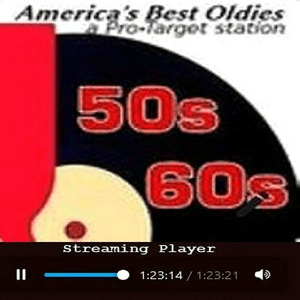 America's Best Oldies
a Pro-Target station
50s
60s
Streaming Player
1:23:14 / 1:23:21